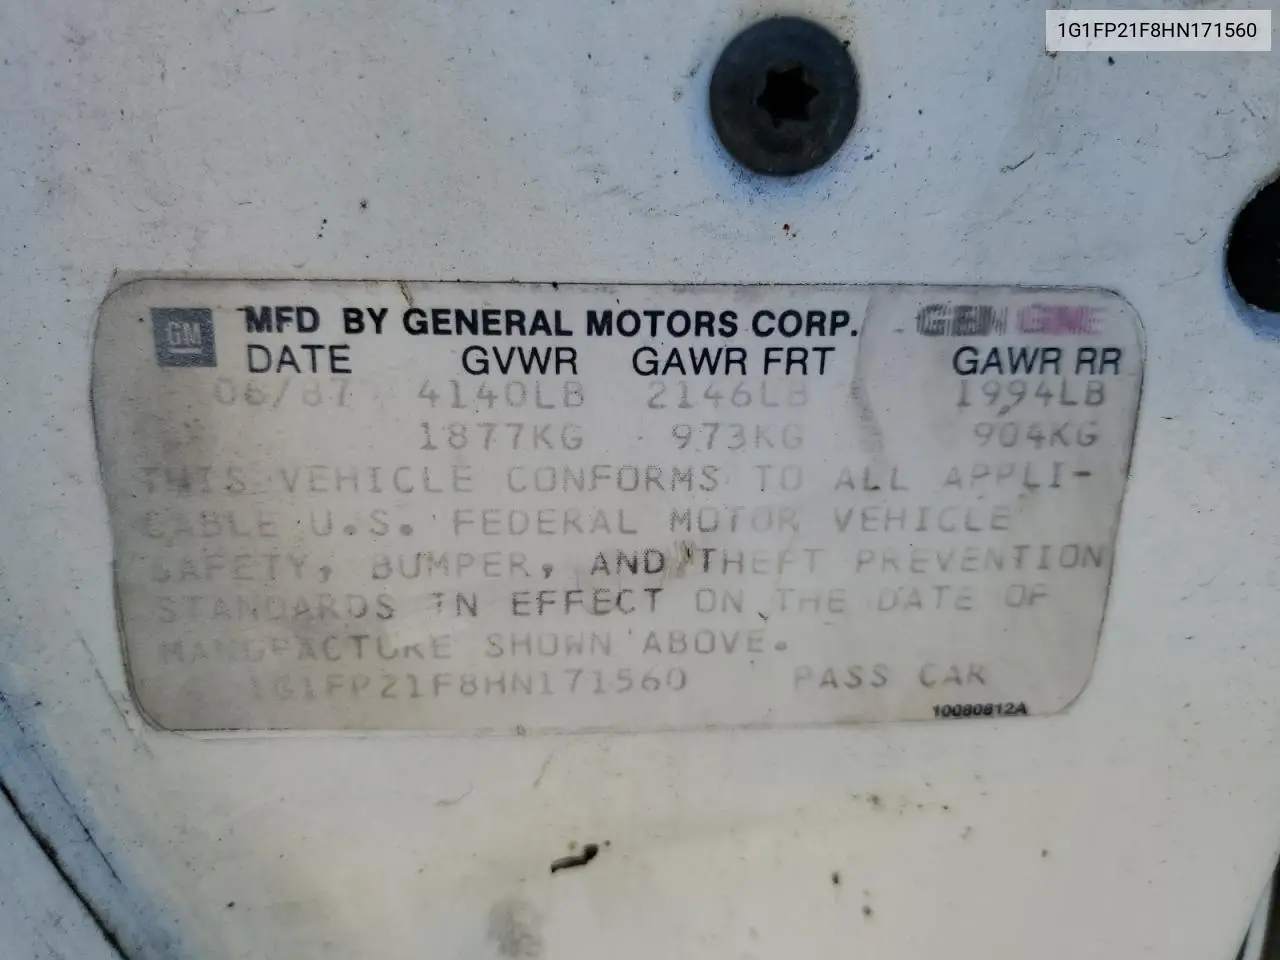 1G1FP21F8HN171560
GM
MFD BY GENERAL MOTORS CORP.
DATE GVWR GAWR FRT GAWR RR
06/87 4140LB 2146LB 1994LB
1877KG 973KG 904KG
THIS VEHICLE CONFORMS TO ALL APPLI-
CABLE U.S. FEDERAL MOTOR VEHICLE
SAFETY, BUMPER, AND THEFT PREVENTION
STANDARDS IN EFFECT ON THE DATE OF
MANUFACTURE SHOWN ABOVE.
1G1FP21F8HN171560 PASS CAR
10080812A